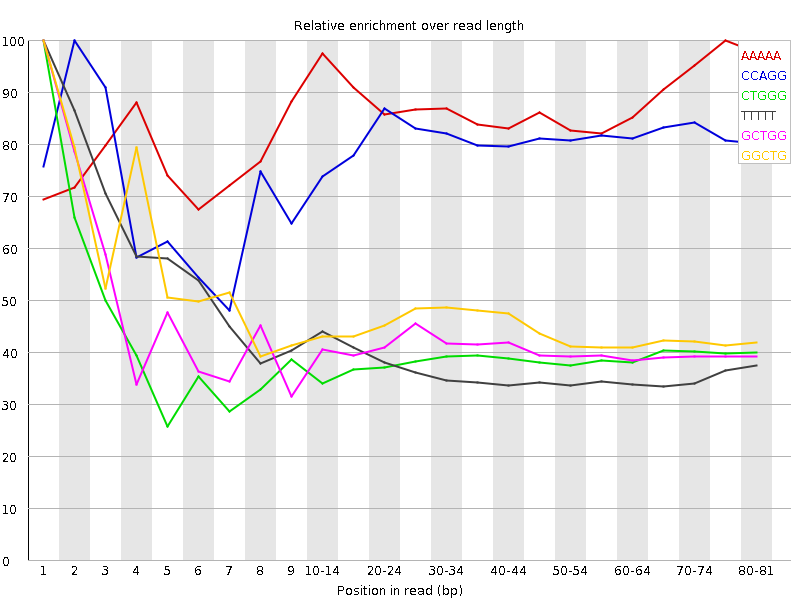 Relative enrichment over read length
100
90
80
70
60
50
40
30
20
10
0
AAAAA
CCAGG
CTGGG
TTTTT
GCTGG
GGCTG
1 2 3 4 5 6 7 8 9 10-14 20-24 30-34 40-44 50-54 60-64 70-74 80-81
Position in read (bp)